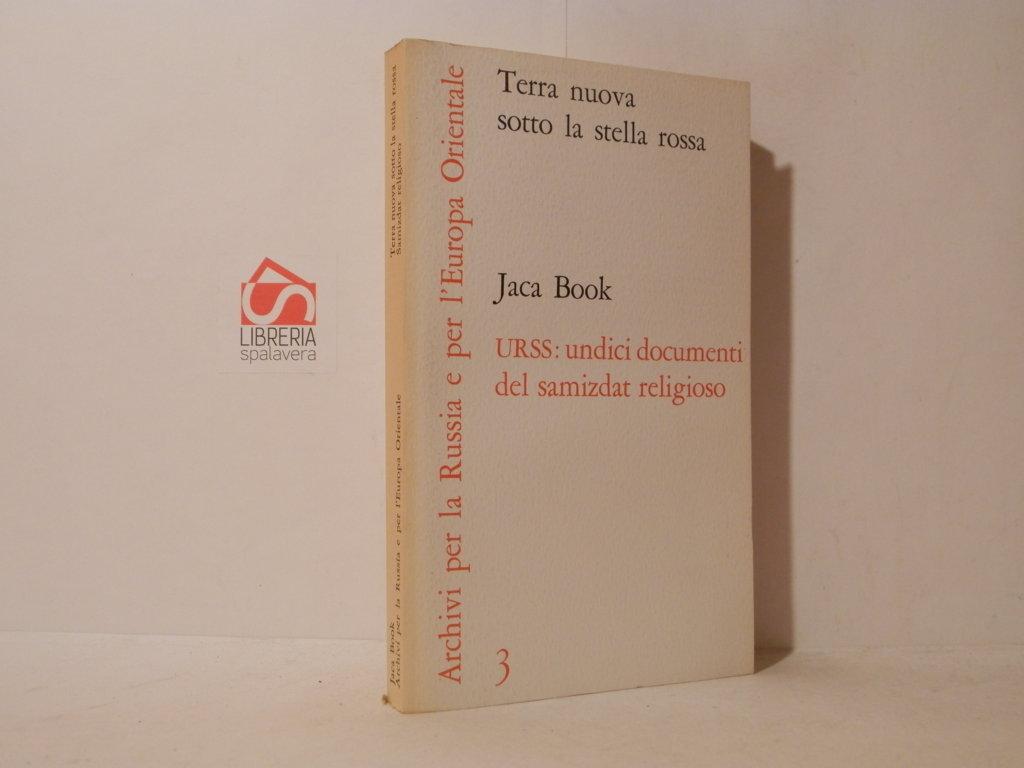 Terra nuova
sotto la stella rossa
Jaca Book
URSS: undici documenti
del samizdat religioso
3
Archivi per la Russia e per l'Europa Orientale
Terra nuova sotto la stella rossa
Samizdat religioso
Jaca Book
Archivi per la Russia e per l'Europa Orientale
LIBRERIA
spalavera